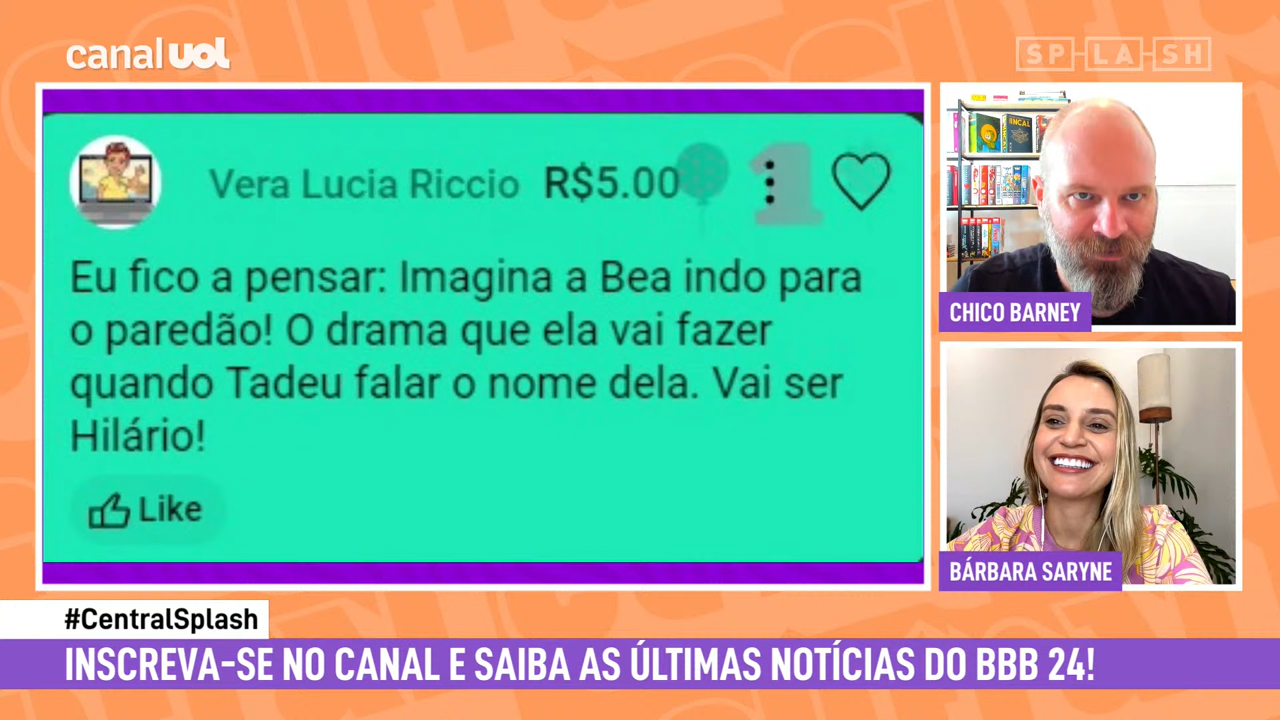 canal UOL
SPLASH
Vera Lucia Riccio R$5.00 1
Eu fico a pensar: Imagina a Bea indo para
o paredão! O drama que ela vai fazer
quando Tadeu falar o nome dela. Vai ser
Hilário!
Like
INCAL
CHICO BARNEY
BÁRBARA SARYNE
#CentralSplash
INSCREVA-SE NO CANAL E SAIBA AS ÚLTIMAS NOTÍCIAS DO BBB 24!